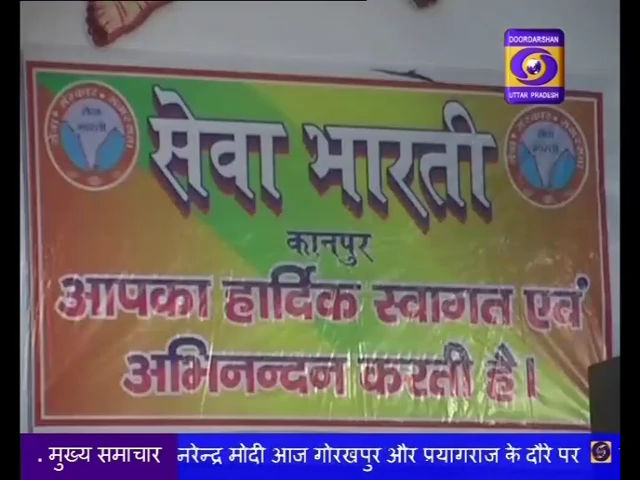 DOORDARSHAN
UTTAR PRADESH
सेवा भारती
कानपुर
आपका हार्दिक स्वागत एवं
अभिनन्दन करती है।
. मुख्य समाचार
नरेन्द्र मोदी आज गोरखपुर और प्रयागराज के दौरे पर